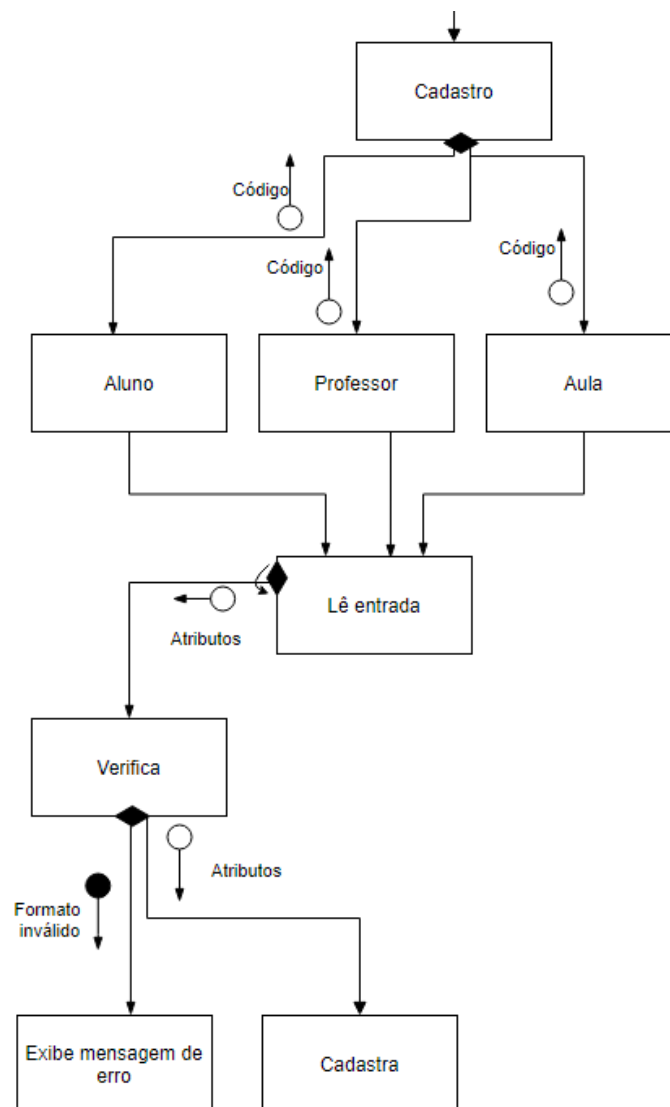 Cadastro
Código
Código
Código
Aluno
Professor
Aula
Lê entrada
Atributos
Verifica
Atributos
Formato
inválido
Exibe mensagem de
erro
Cadastra